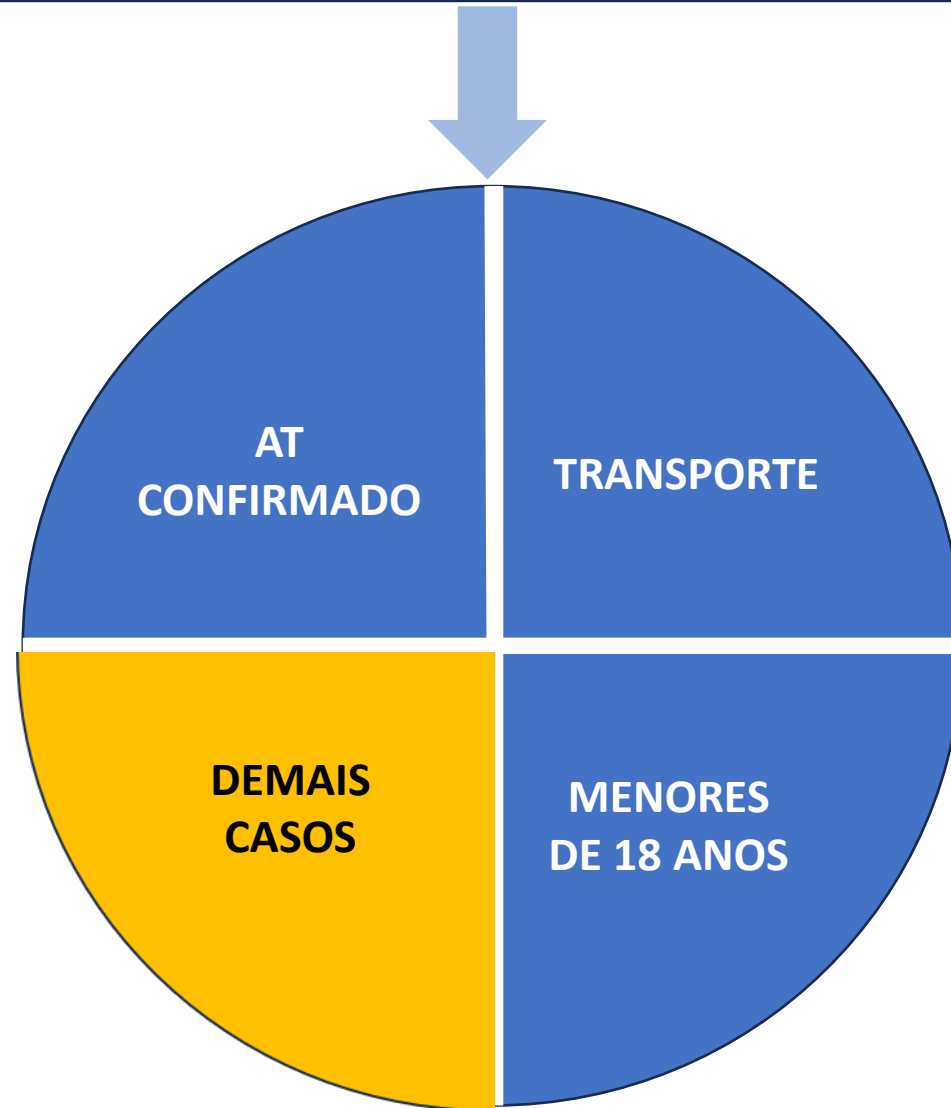 AT
CONFIRMADO
TRANSPORTE
DEMAIS
CASOS
MENORES
DE 18 ANOS